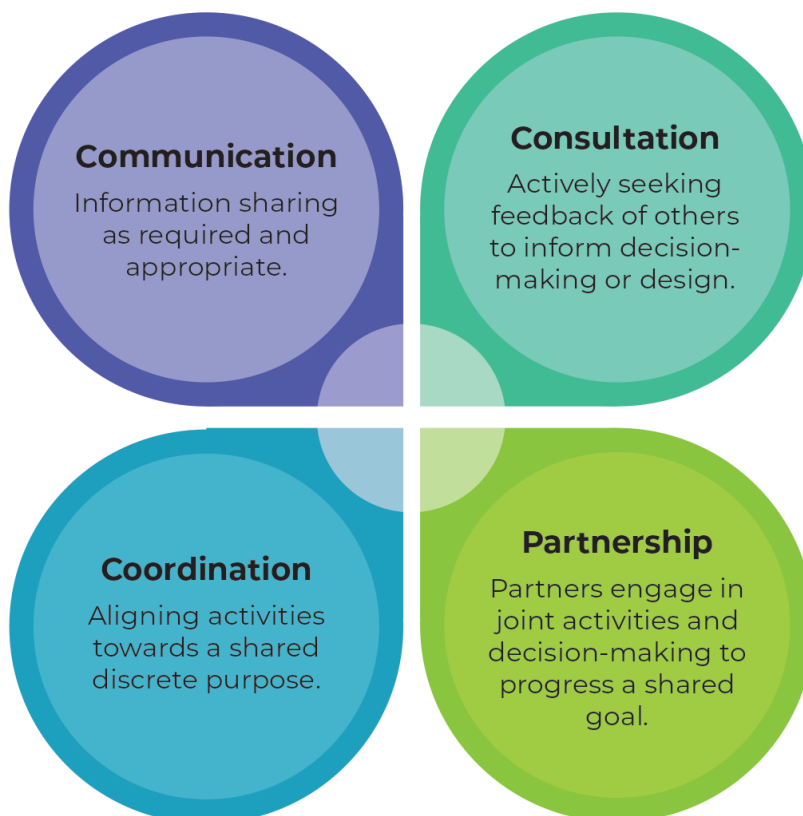 Communication
Information sharing
as required and
appropriate.
Consultation
Actively seeking
feedback of others
to inform decision-
making or design.
Coordination
Aligning activities
towards a shared
discrete purpose.
Partnership
Partners engage in
joint activities and
decision-making to
progress a shared
goal.